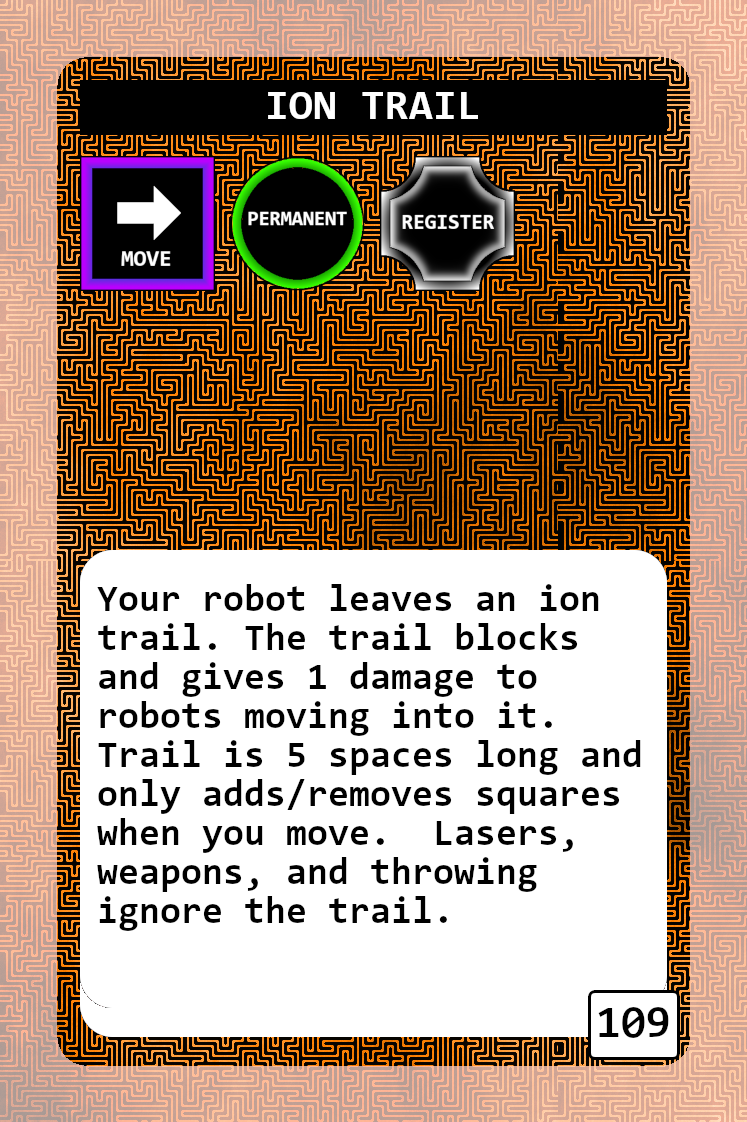 ION TRAIL
MOVE
PERMANENT
REGISTER
Your robot leaves an ion
trail. The trail blocks
and gives 1 damage to
robots moving into it.
Trail is 5 spaces long and
only adds/removes squares
when you move.  Lasers,
weapons, and throwing
ignore the trail.
109